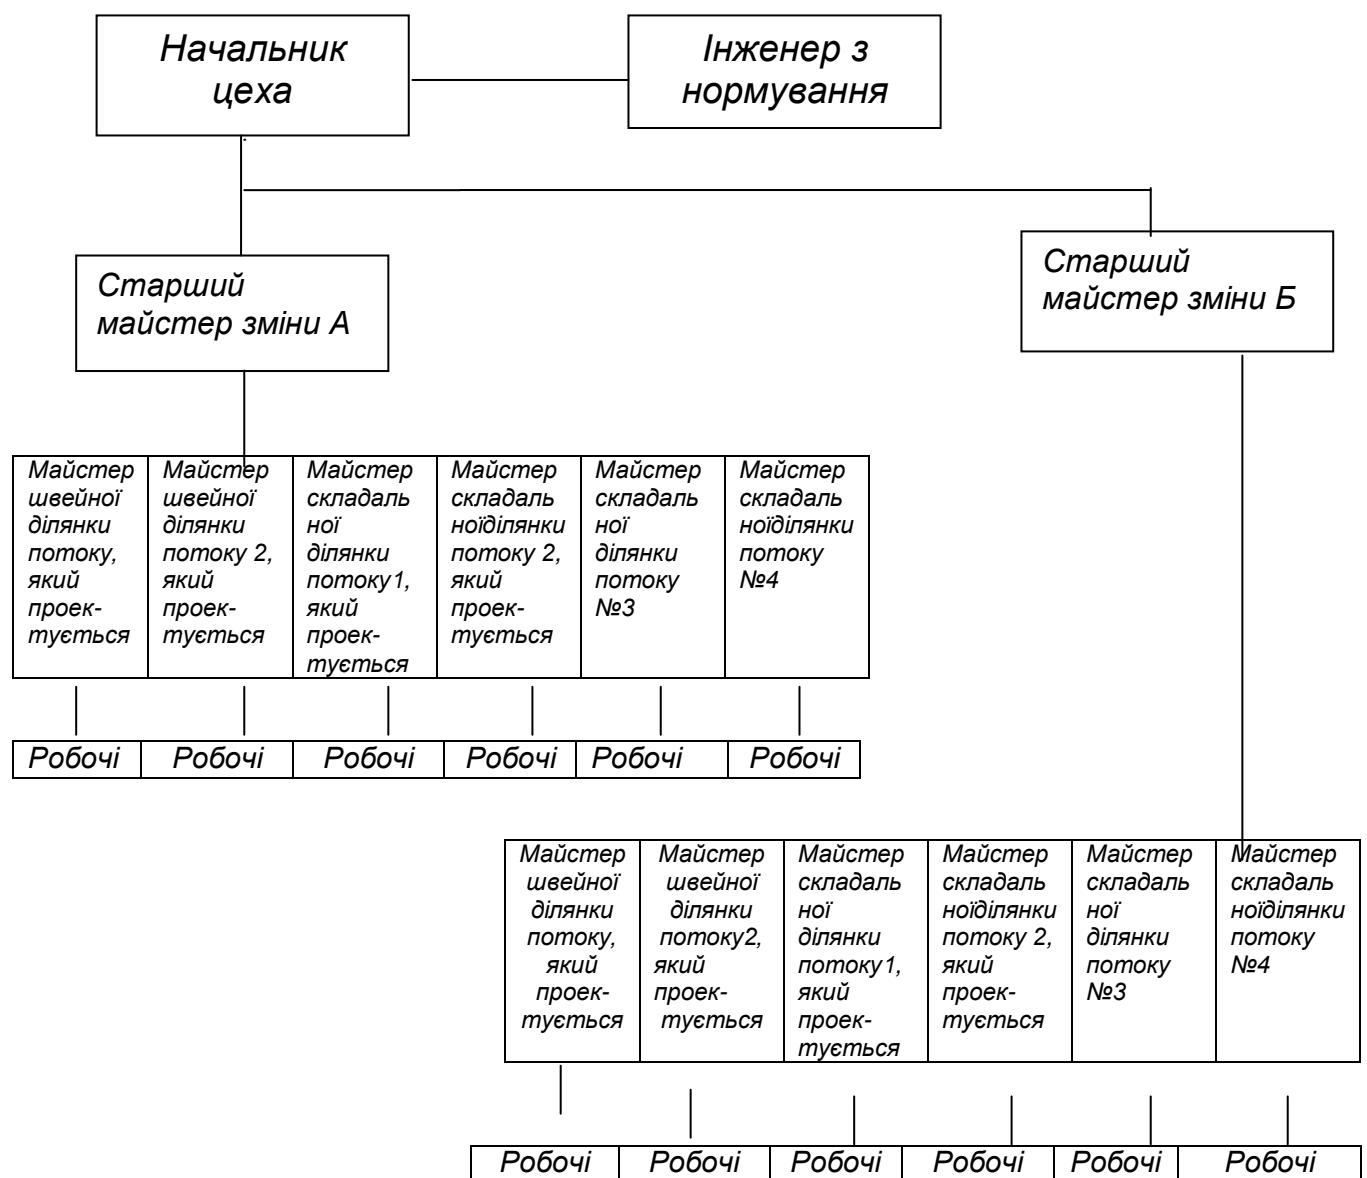 Начальник
цеха
Інженер з
нормування
Старший
майстер зміни А
Старший
майстер зміни Б
Майстер
швейної
ділянки
потоку,
який
проек-
тується
Майстер
швейної
ділянки
потоку 2,
який
проек-
тується
Майстер
складаль
ної
ділянки
потоку1,
який
проек-
тується
Майстер
складаль
ноїділянки
потоку 2,
який
проек-
тується
Майстер
складаль
ної
ділянки
потоку
№3
Майстер
складаль
ноїділянки
потоку
№4
Робочі
Робочі
Робочі
Робочі
Робочі
Робочі
Майстер
швейної
ділянки
потоку,
який
проек-
тується
Майстер
швейної
ділянки
потоку2,
який
проек-
тується
Майстер
складаль
ної
ділянки
потоку1,
який
проек-
тується
Майстер
складаль
ноїділянки
потоку 2,
який
проек-
тується
Майстер
складаль
ної
ділянки
потоку
№3
Майстер
складаль
ноїділянки
потоку
№4
Робочі
Робочі
Робочі
Робочі
Робочі
Робочі